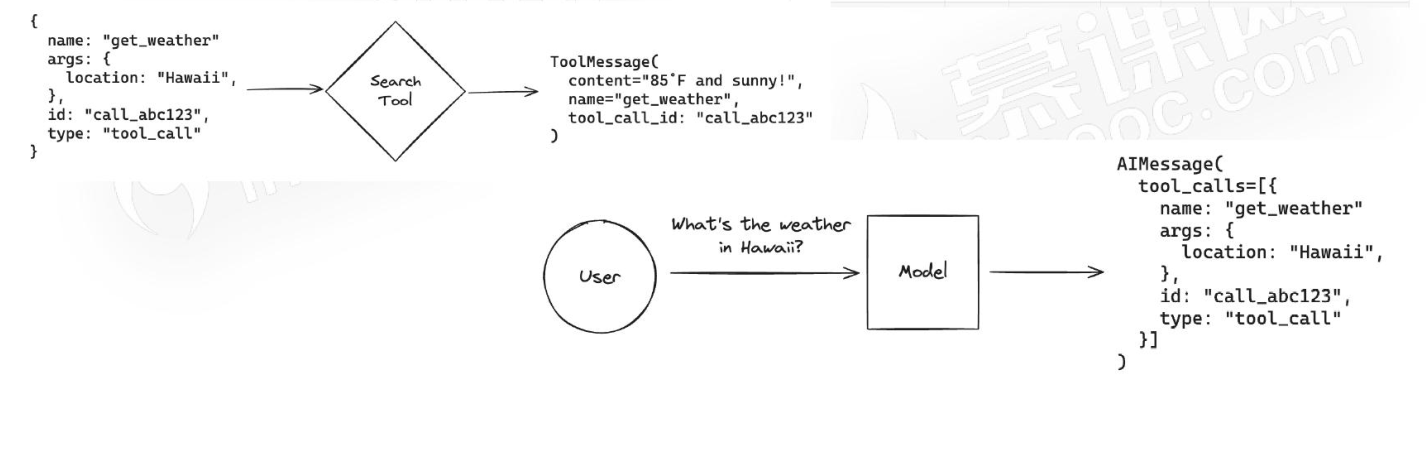 {
name: "get_weather"
args: {
location: "Hawaii",
},
id: "call_abc123",
type: "tool_call"
}
Search
Tool
ToolMessage(
content="85°F and sunny!",
name="get_weather",
tool_call_id: "call_abc123"
)
慕课网
ooc.com
User
What's the weather
in Hawaii?
Model
AIMessage(
tool_calls=[{
name: "get_weather"
args: {
location: "Hawaii",
},
id: "call_abc123",
type: "tool_call"
}]
)